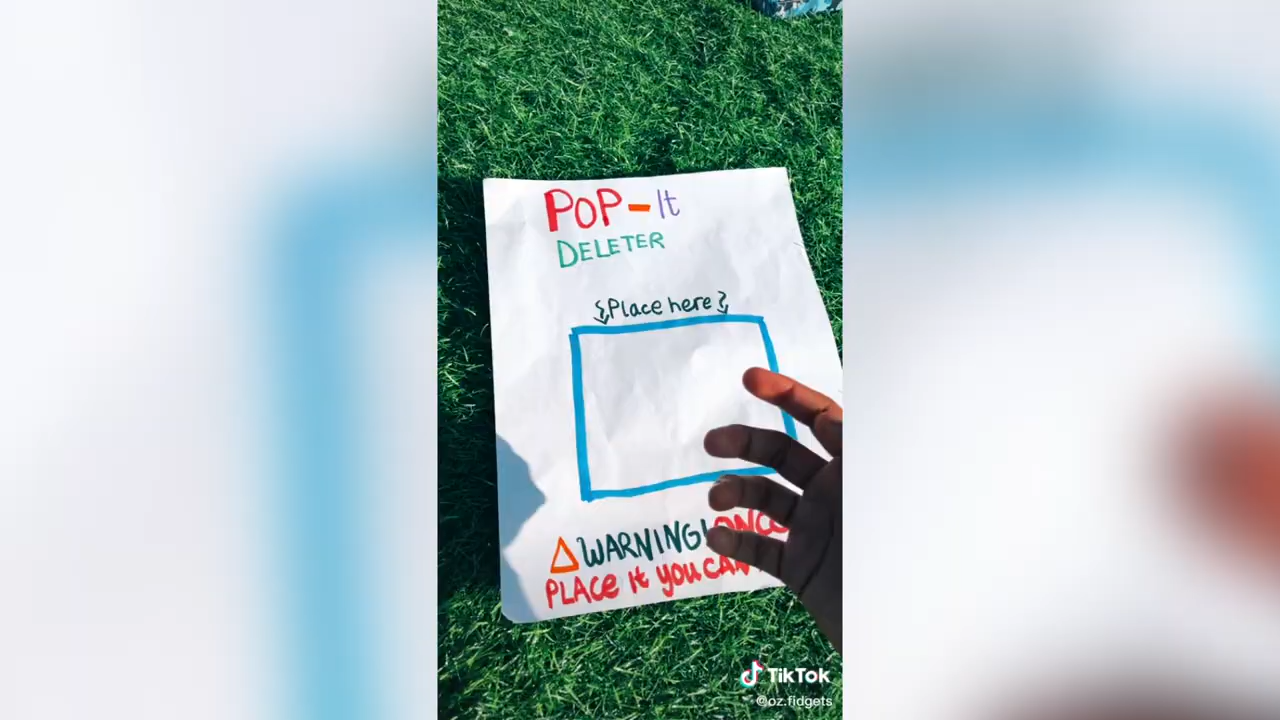 POP-It
DELETER
{Place here}
WARNING! ONCE
PLACE it YOU CAN
TikTok
@oz.fidgets